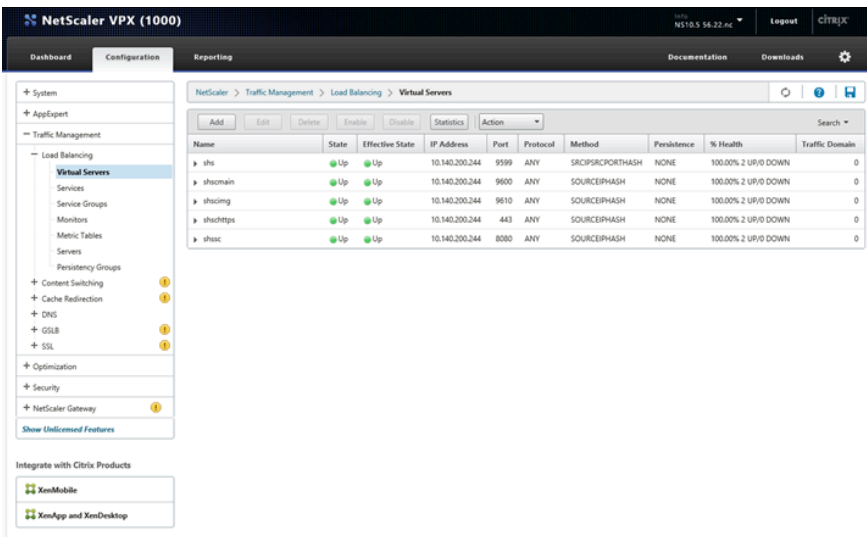 NetScaler VPX (1000)
Info
NS10.5 56.22.nc
Logout
CITRIX
Dashboard
Configuration
Reporting
Documentation
Downloads
+ System
+ AppExpert
− Traffic Management
− Load Balancing
Virtual Servers
Services
Service Groups
Monitors
Metric Tables
Servers
Persistency Groups
+ Content Switching
+ Cache Redirection
+ DNS
+ GSLB
+ SSL
+ Optimization
+ Security
+ NetScaler Gateway
Show Unlicensed Features
Integrate with Citrix Products
XenMobile
XenApp and XenDesktop
NetScaler > Traffic Management > Load Balancing > Virtual Servers
Add Edit Delete Enable Disable Statistics Action Search
Name State Effective State IP Address Port Protocol Method Persistence % Health Traffic Domain
shs Up Up 10.140.200.244 9599 ANY SRCIPSRCPORTHASH NONE 100.00% 2 UP/0 DOWN 0
shscmain Up Up 10.140.200.244 9600 ANY SOURCEIPHASH NONE 100.00% 2 UP/0 DOWN 0
shscimg Up Up 10.140.200.244 9610 ANY SOURCEIPHASH NONE 100.00% 2 UP/0 DOWN 0
shschttps Up Up 10.140.200.244 443 ANY SOURCEIPHASH NONE 100.00% 2 UP/0 DOWN 0
shssc Up Up 10.140.200.244 8080 ANY SOURCEIPHASH NONE 100.00% 2 UP/0 DOWN 0